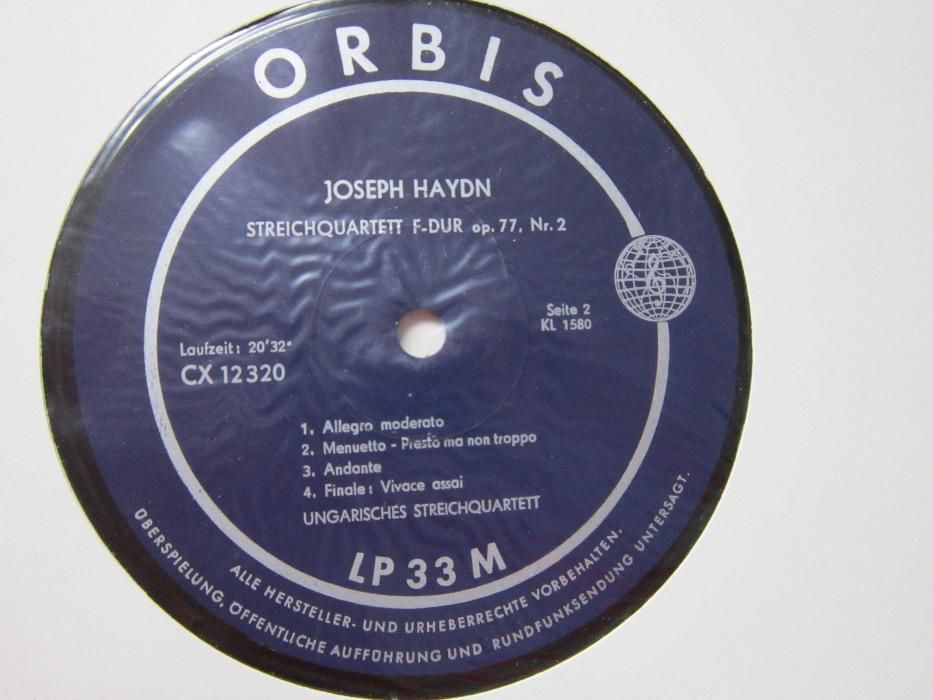 ORBIS
JOSEPH HAYDN
STREICHQUARTETT F-DUR op. 77, Nr. 2
Seite 2
KL 1580
Laufzeit: 20'32"
CX 12320
1. Allegro moderato
2. Menuetto - Presto ma non troppo
3. Andante
4. Finale: Vivace assai
UNGARISCHES STREICHQUARTETT
LP 33 M
ALLE HERSTELLER- UND URHEBERRECHTE VORBEHALTEN.
ÜBERSPIELUNG, ÖFFENTLICHE AUFFÜHRUNG UND RUNDFUNKSENDUNG UNTERSAGT.